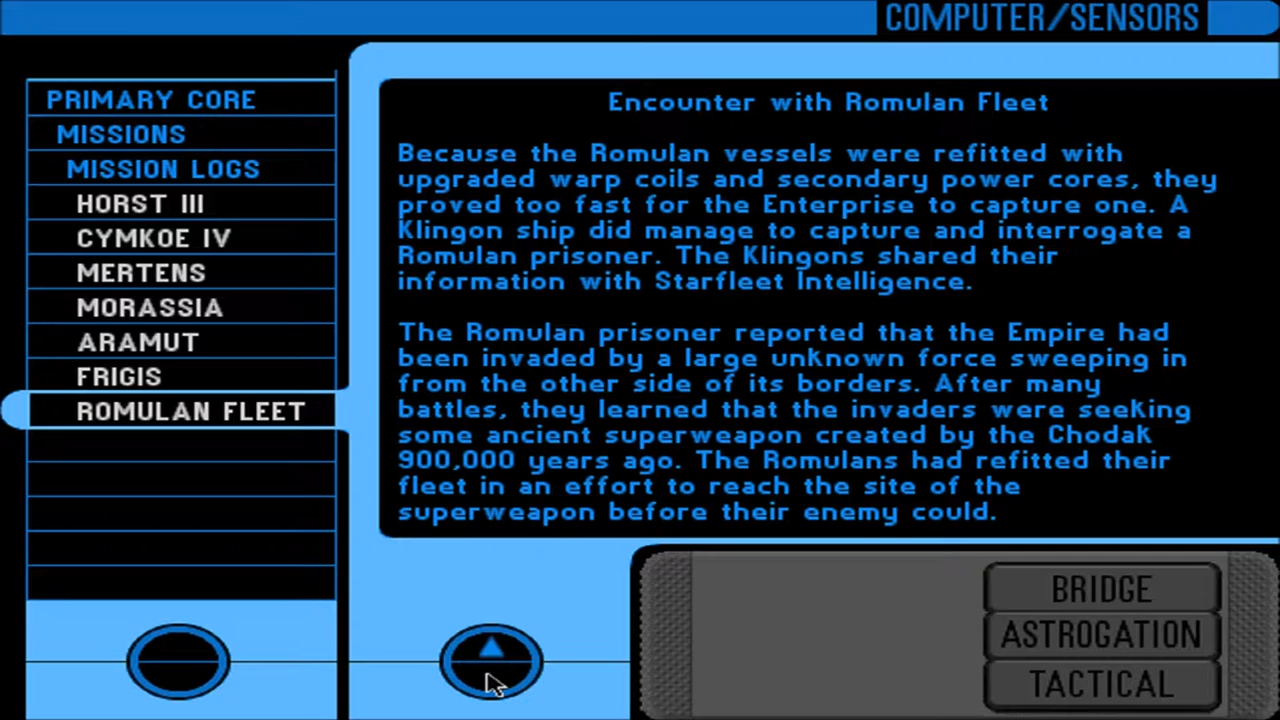 COMPUTER/SENSORS
PRIMARY CORE
MISSIONS
MISSION LOGS
HORST III
CYMKOE IV
MERTENS
MORASSIA
ARAMUT
FRIGIS
ROMULAN FLEET
Encounter with Romulan Fleet
Because the Romulan vessels were refitted with
upgraded warp coils and secondary power cores, they
proved too fast for the Enterprise to capture one. A
Klingon ship did manage to capture and interrogate a
Romulan prisoner. The Klingons shared their
information with Starfleet Intelligence.
The Romulan prisoner reported that the Empire had
been invaded by a large unknown force sweeping in
from the other side of its borders. After many
battles, they learned that the invaders were seeking
some ancient superweapon created by the Chodak
900,000 years ago. The Romulans had refitted their
fleet in an effort to reach the site of the
superweapon before their enemy could.
BRIDGE
ASTROGATION
TACTICAL